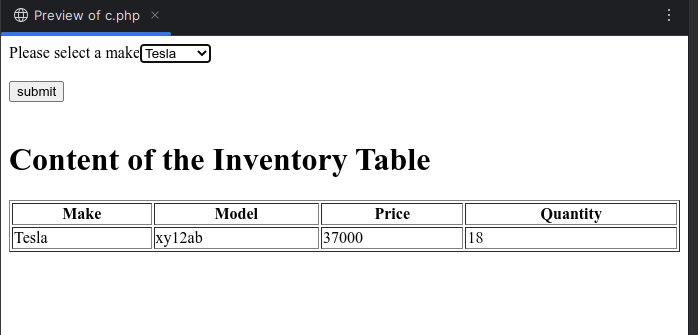 Preview of c.php
Please select a make Tesla
submit
Content of the Inventory Table
Make Model Price Quantity
Tesla xy12ab 37000 18